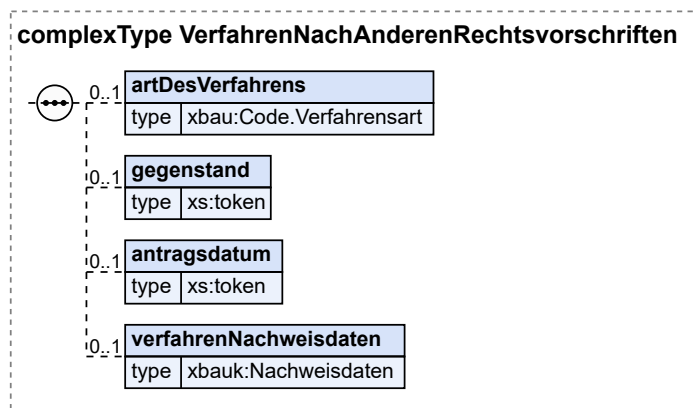 complexType VerfahrenNachAnderenRechtsvorschriften
0..1 artDesVerfahrens
type xbau:Code.Verfahrensart
0..1 gegenstand
type xs:token
0..1 antragsdatum
type xs:token
0..1 verfahrenNachweisdaten
type xbauk:Nachweisdaten